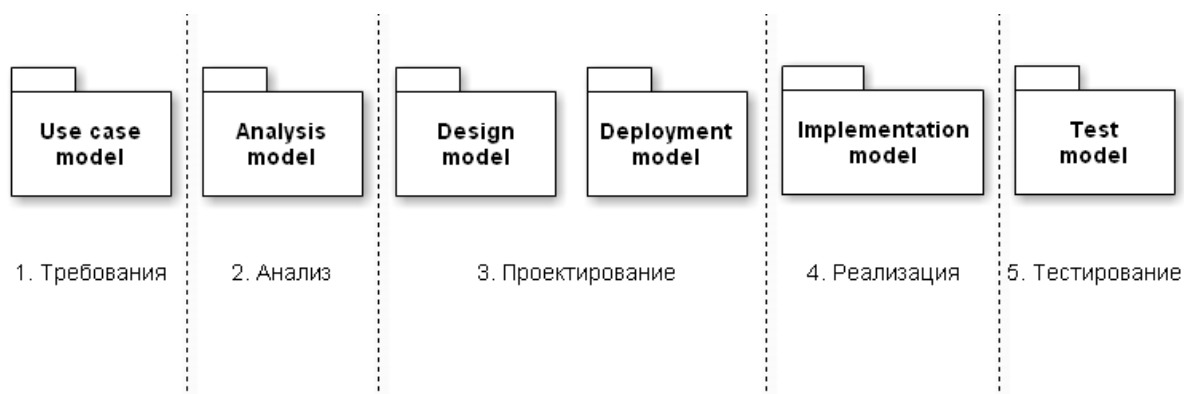 Use case
model
Analysis
model
Design
model
Deployment
model
Implementation
model
Test
model
1. Требования
2. Анализ
3. Проектирование
4. Реализация
5. Тестирование